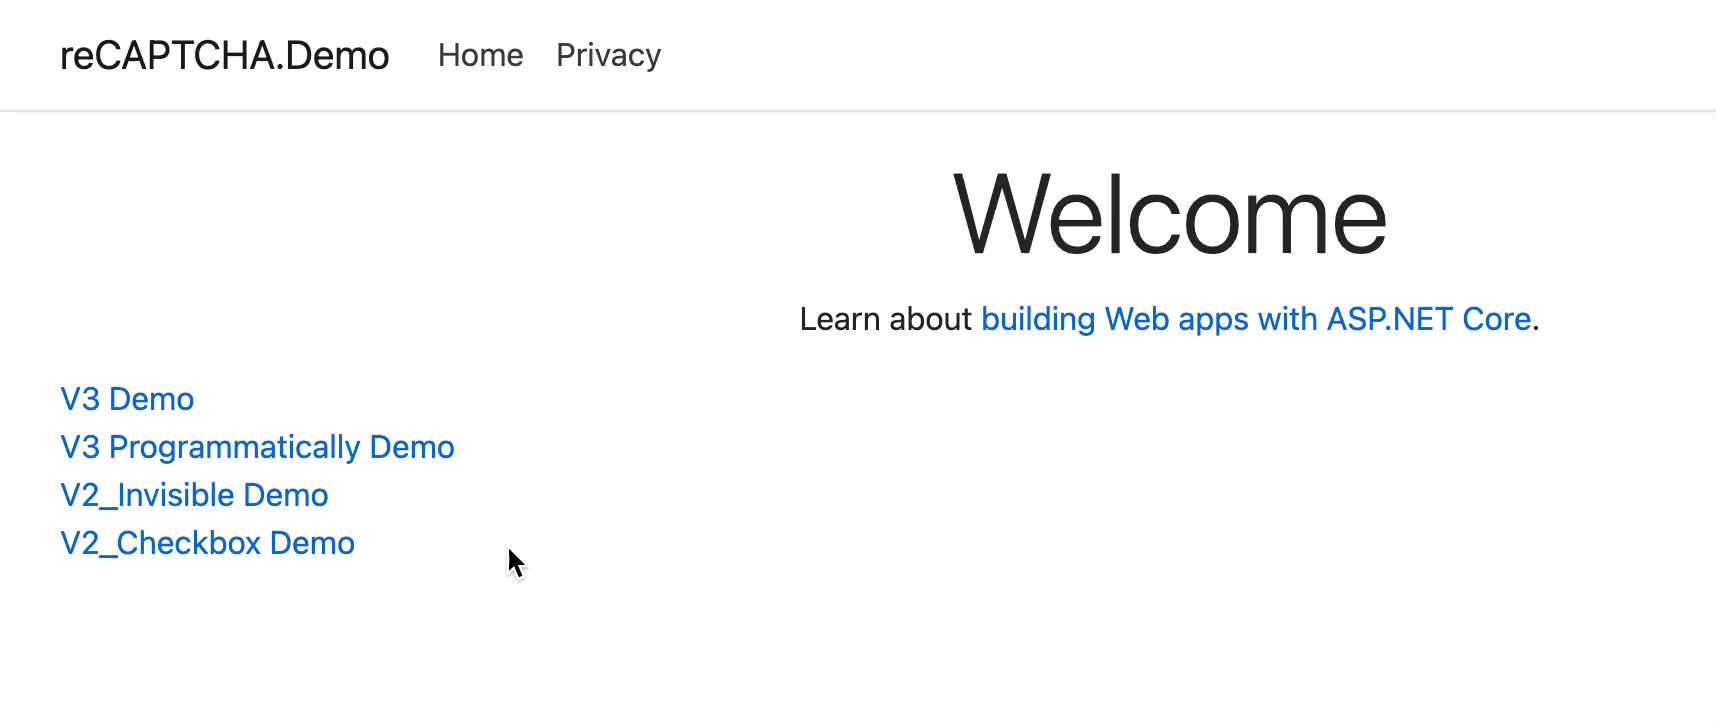 reCAPTCHA.Demo Home Privacy
Welcome
Learn about building Web apps with ASP.NET Core.
V3 Demo
V3 Programmatically Demo
V2_Invisible Demo
V2_Checkbox Demo